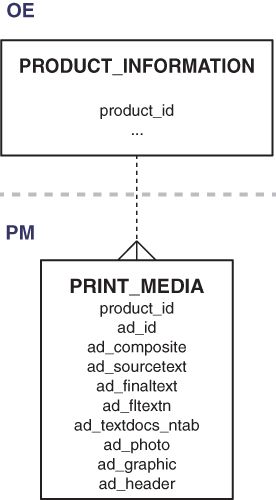 OE
PRODUCT_INFORMATION
product_id
...
PM
PRINT_MEDIA
product_id
ad_id
ad_composite
ad_sourcetext
ad_finaltext
ad_fltextn
ad_textdocs_ntab
ad_photo
ad_graphic
ad_header